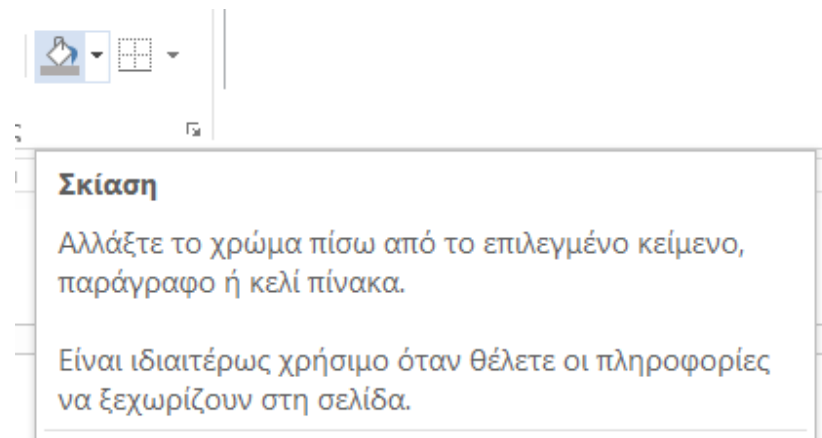 ς
Σκίαση
Αλλάξτε το χρώμα πίσω από το επιλεγμένο κείμενο,
παράγραφο ή κελί πίνακα.
Είναι ιδιαιτέρως χρήσιμο όταν θέλετε οι πληροφορίες
να ξεχωρίζουν στη σελίδα.